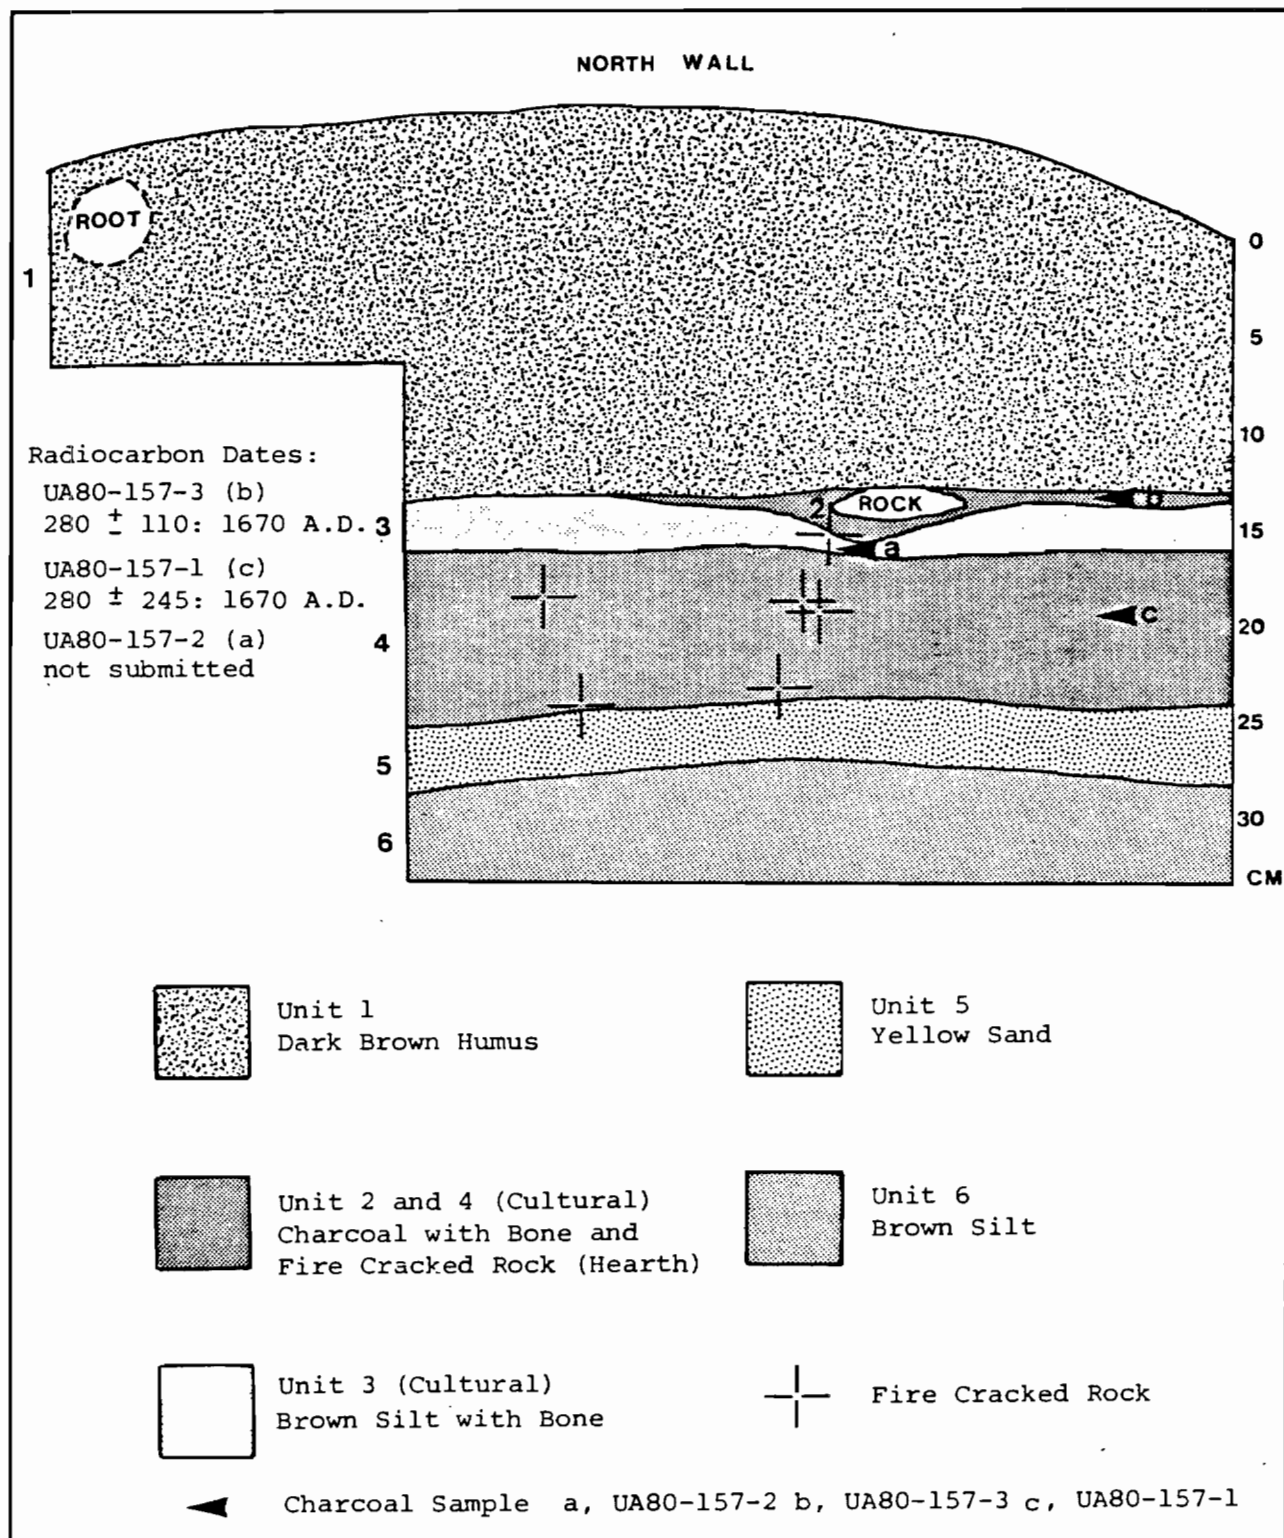 NORTH WALL
ROOT
1
0
5
10
15
20
25
30
CM
Radiocarbon Dates:
UA80-157-3 (b)
280 ± 110: 1670 A.D.
UA80-157-1 (c)
280 ± 245: 1670 A.D.
UA80-157-2 (a)
not submitted
2
ROCK
b
3
a
c
4
5
6
Unit 1
Dark Brown Humus
Unit 5
Yellow Sand
Unit 2 and 4 (Cultural)
Charcoal with Bone and
Fire Cracked Rock (Hearth)
Unit 6
Brown Silt
Unit 3 (Cultural)
Brown Silt with Bone
Fire Cracked Rock
Charcoal Sample a, UA80-157-2 b, UA80-157-3 c, UA80-157-1